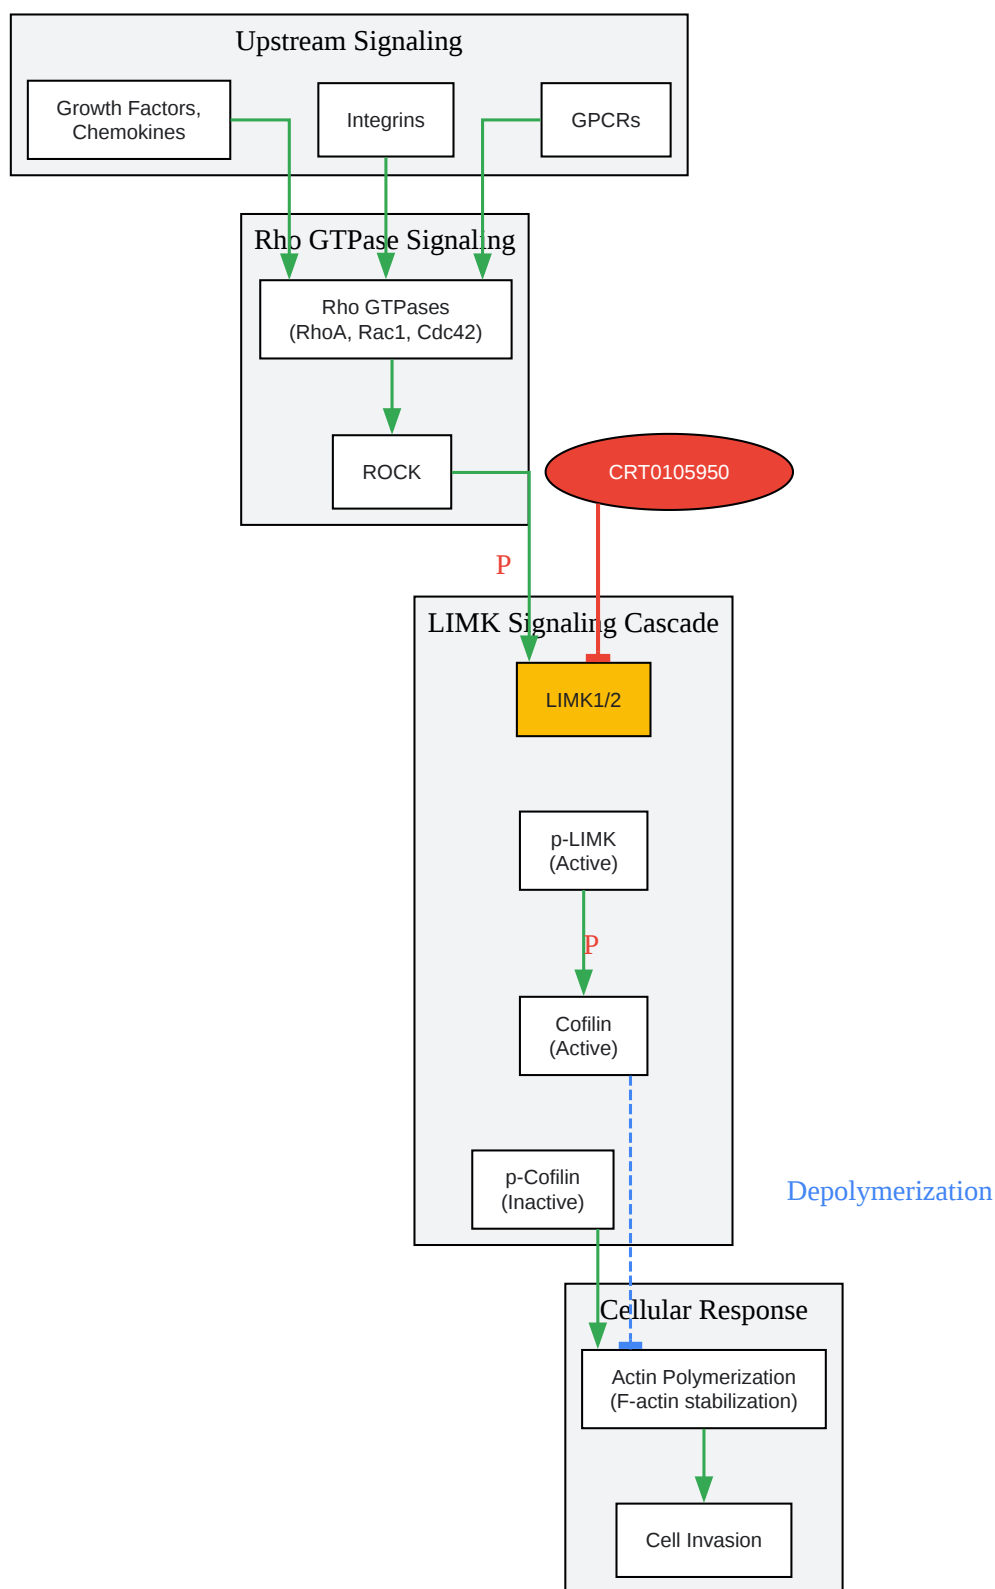 Upstream Signaling
Growth Factors,
Chemokines
Integrins
GPCRs
Rho GTPase Signaling
Rho GTPases
(RhoA, Rac1, Cdc42)
ROCK
CRT0105950
P
LIMK Signaling Cascade
LIMK1/2
p-LIMK
(Active)
P
Cofilin
(Active)
p-Cofilin
(Inactive)
Depolymerization
Cellular Response
Actin Polymerization
(F-actin stabilization)
Cell Invasion